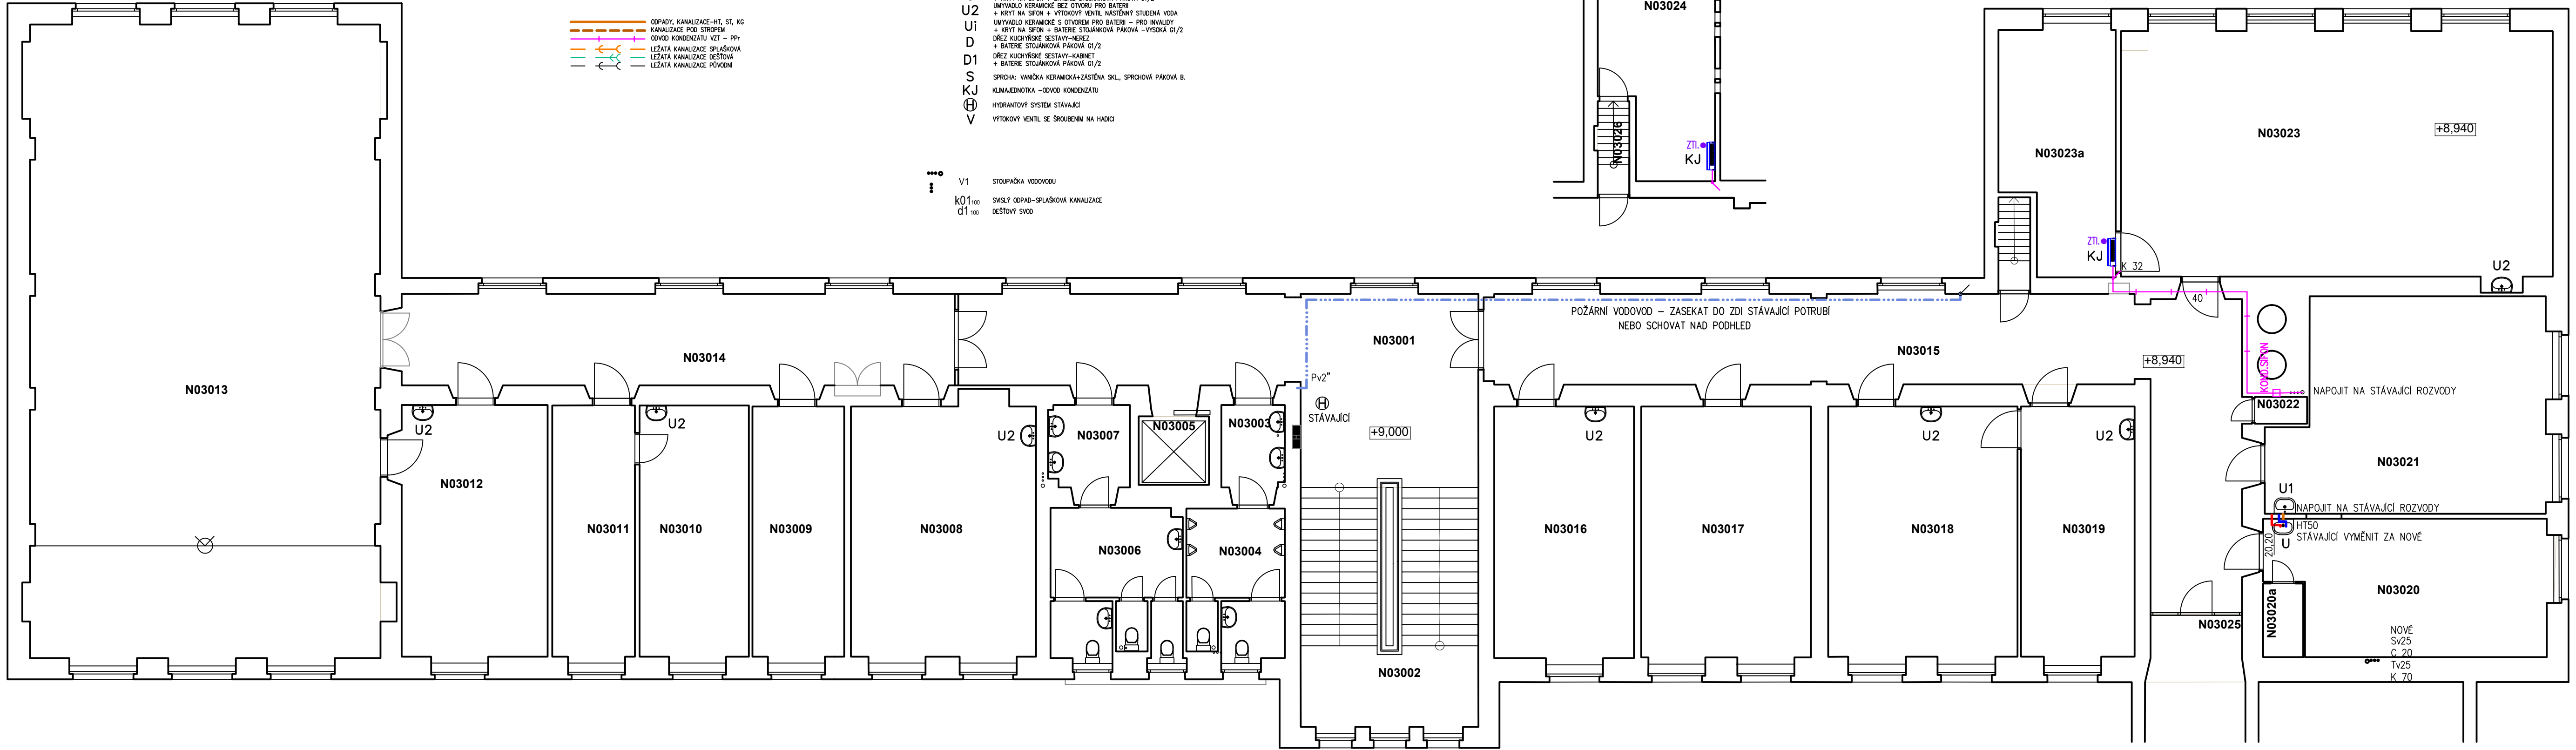 ODPADY, KANALIZACE-HT, ST, KG
KANALIZACE POD STROPEM
ODVOD KONDENZÁTU VZT - PPr
LEŽATÁ KANALIZACE SPLAŠKOVÁ
LEŽATÁ KANALIZACE DEŠŤOVÁ
LEŽATÁ KANALIZACE PŮVODNÍ
U2 UMYVADLO KERAMICKÉ BEZ OTVORU PRO BATERII
+ KRYT NA SIFON + VÝTOKOVÝ VENTIL NÁSTĚNNÝ STUDENÁ VODA
Ui UMYVADLO KERAMICKÉ S OTVOREM PRO BATERII - PRO INVALIDY
+ KRYT NA SIFON + BATERIE STOJÁNKOVÁ PÁKOVÁ -VYSOKÁ G1/2
D DŘEZ KUCHYŇSKÉ SESTAVY-NEREZ
+ BATERIE STOJÁNKOVÁ PÁKOVÁ G1/2
D1 DŘEZ KUCHYŇSKÉ SESTAVY-KABINET
+ BATERIE STOJÁNKOVÁ PÁKOVÁ G1/2
S SPRCHA: VANIČKA KERAMICKÁ+ZÁSTĚNA SKL., SPRCHOVÁ PÁKOVÁ B.
KJ KLIMAJEDNOTKA -ODVOD KONDENZÁTU
H HYDRANTOVÝ SYSTÉM STÁVAJÍCÍ
V VÝTOKOVÝ VENTIL SE ŠROUBENÍM NA HADICI
V1 STOUPAČKA VODOVODU
k01100 SVISLÝ ODPAD-SPLAŠKOVÁ KANALIZACE
d1100 DEŠŤOVÝ SVOD
N03024
N03026
ZTI.
KJ
N03023a
N03023
+8,940
ZTI.
KJ
K 32
40
U2
POŽÁRNÍ VODOVOD - ZASEKAT DO ZDI STÁVAJÍCÍ POTRUBÍ
NEBO SCHOVAT NAD PODHLED
N03013
N03014
N03001
N03015
+8,940
KOND.SIFON
NAPOJIT NA STÁVAJÍCÍ ROZVODY
N03022
Pv2"
H
STÁVAJÍCÍ
+9,000
U2
N03012
N03011
U2
N03010
N03009
U2
N03008
N03007
N03005
N03003
N03006
N03004
N03002
U2
N03016
N03017
U2
N03018
U2
N03019
N03021
U1
NAPOJIT NA STÁVAJÍCÍ ROZVODY
HT50
STÁVAJÍCÍ VYMĚNIT ZA NOVÉ
U
20,20
N03020a
N03020
N03025
NOVÉ
Sv25
C 20
Tv25
K 70